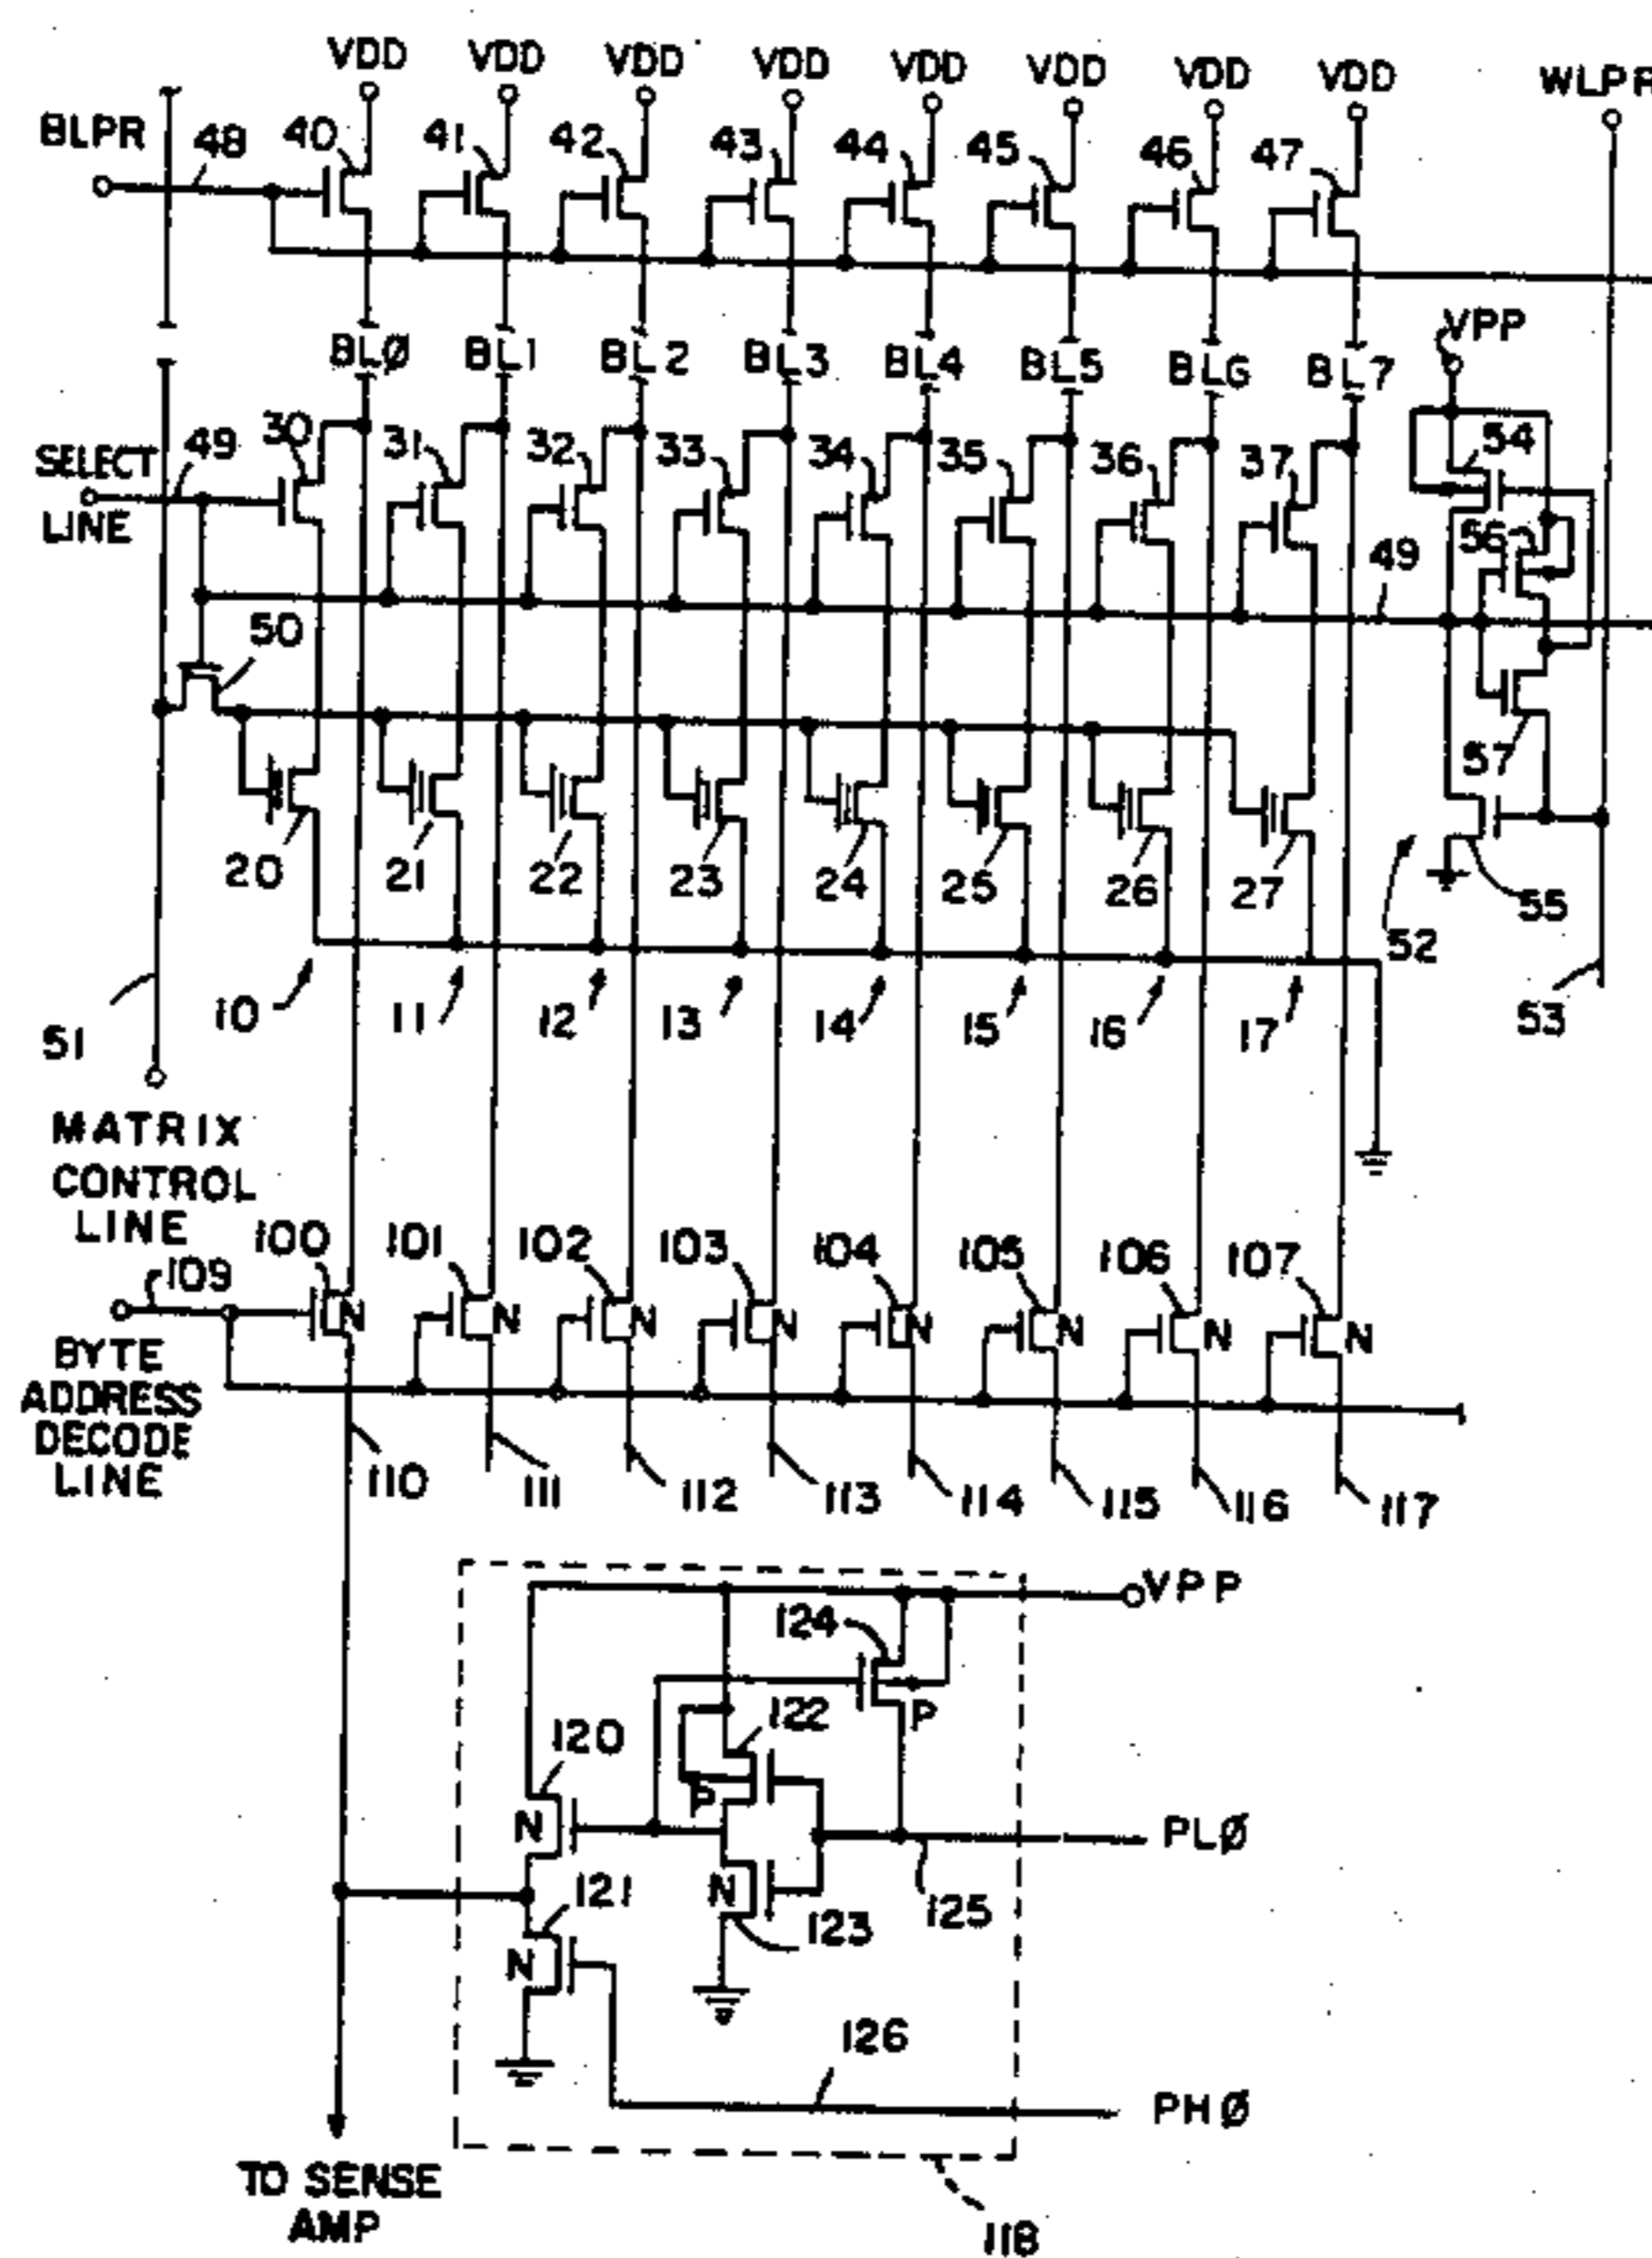 VDD VDD VDD VDD VDD VDD VDD VDD WLPR
BLPR 48 40 41 42 43 44 45 46 47
VPP
BLØ BL1 BL2 BL3 BL4 BL5 BL6 BL7
SELECT 49 30 31 32 33 34 35 36 37 54
LINE
56
49
50
57
20 21 22 23 24 25 26 27 55
52
10 11 12 13 14 15 16 17 53
51
MATRIX
CONTROL
LINE
100 101 102 103 104 105 106 107
109
N N N N N N N N
BYTE
ADDRESS
DECODE
LINE
110 111 112 113 114 115 116 117
VPP
124
122 P
120
P
N PLØ
121 N
123 125
N
126
PHØ
TO SENSE
AMP
118